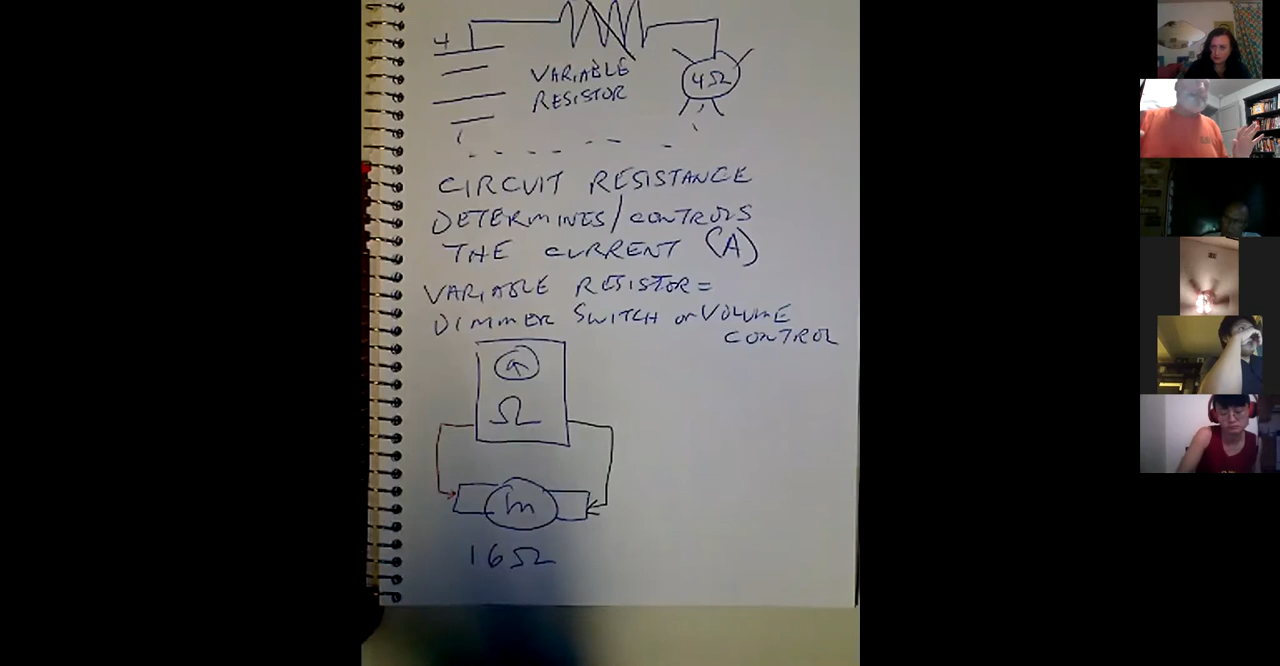 4
VARIABLE
RESISTOR
4Ω
CIRCUIT RESISTANCE
DETERMINES/CONTROLS
THE CURRENT (A)
VARIABLE RESISTOR=
DIMMER SWITCH or VOLUME
CONTROL
Ω
m
16Ω